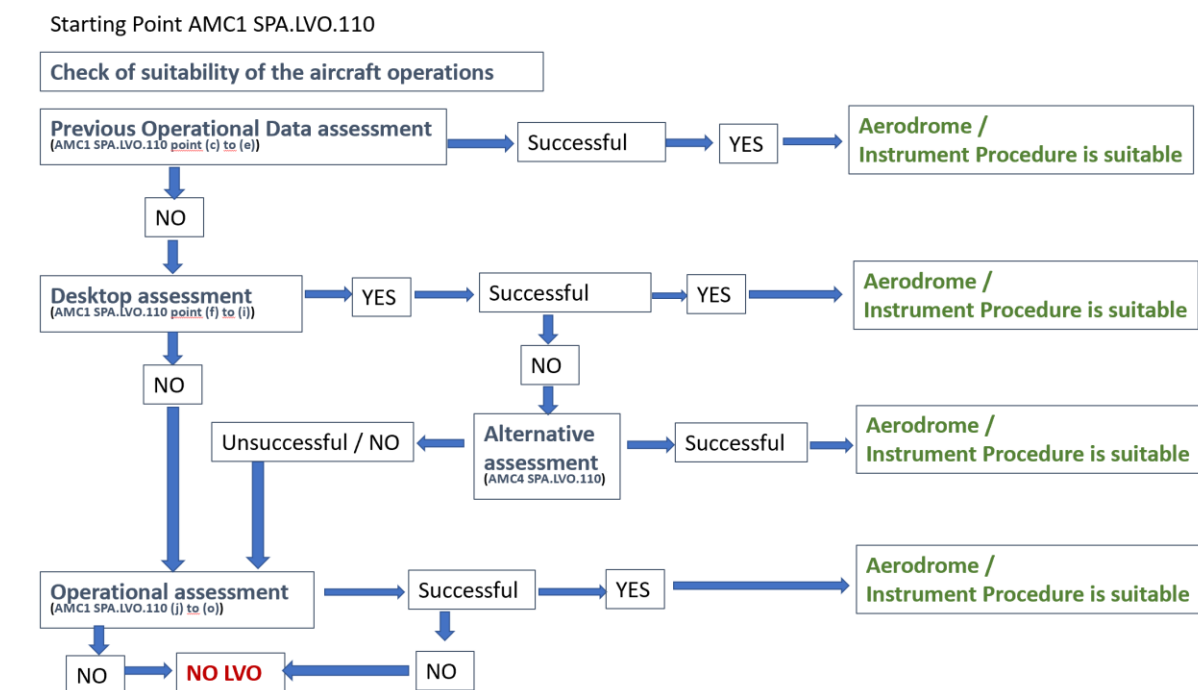 Starting Point AMC1 SPA.LVO.110
Check of suitability of the aircraft operations
Previous Operational Data assessment
(AMC1 SPA.LVO.110 point (c) to (e))
Successful
YES
Aerodrome /
Instrument Procedure is suitable
NO
Desktop assessment
(AMC1 SPA.LVO.110 point (f) to (i))
YES
Successful
YES
Aerodrome /
Instrument Procedure is suitable
NO
NO
Unsuccessful / NO
Alternative
assessment
(AMC4 SPA.LVO.110)
Successful
Aerodrome /
Instrument Procedure is suitable
Operational assessment
(AMC1 SPA.LVO.110 (j) to (o))
Successful
YES
Aerodrome /
Instrument Procedure is suitable
NO
NO LVO
NO